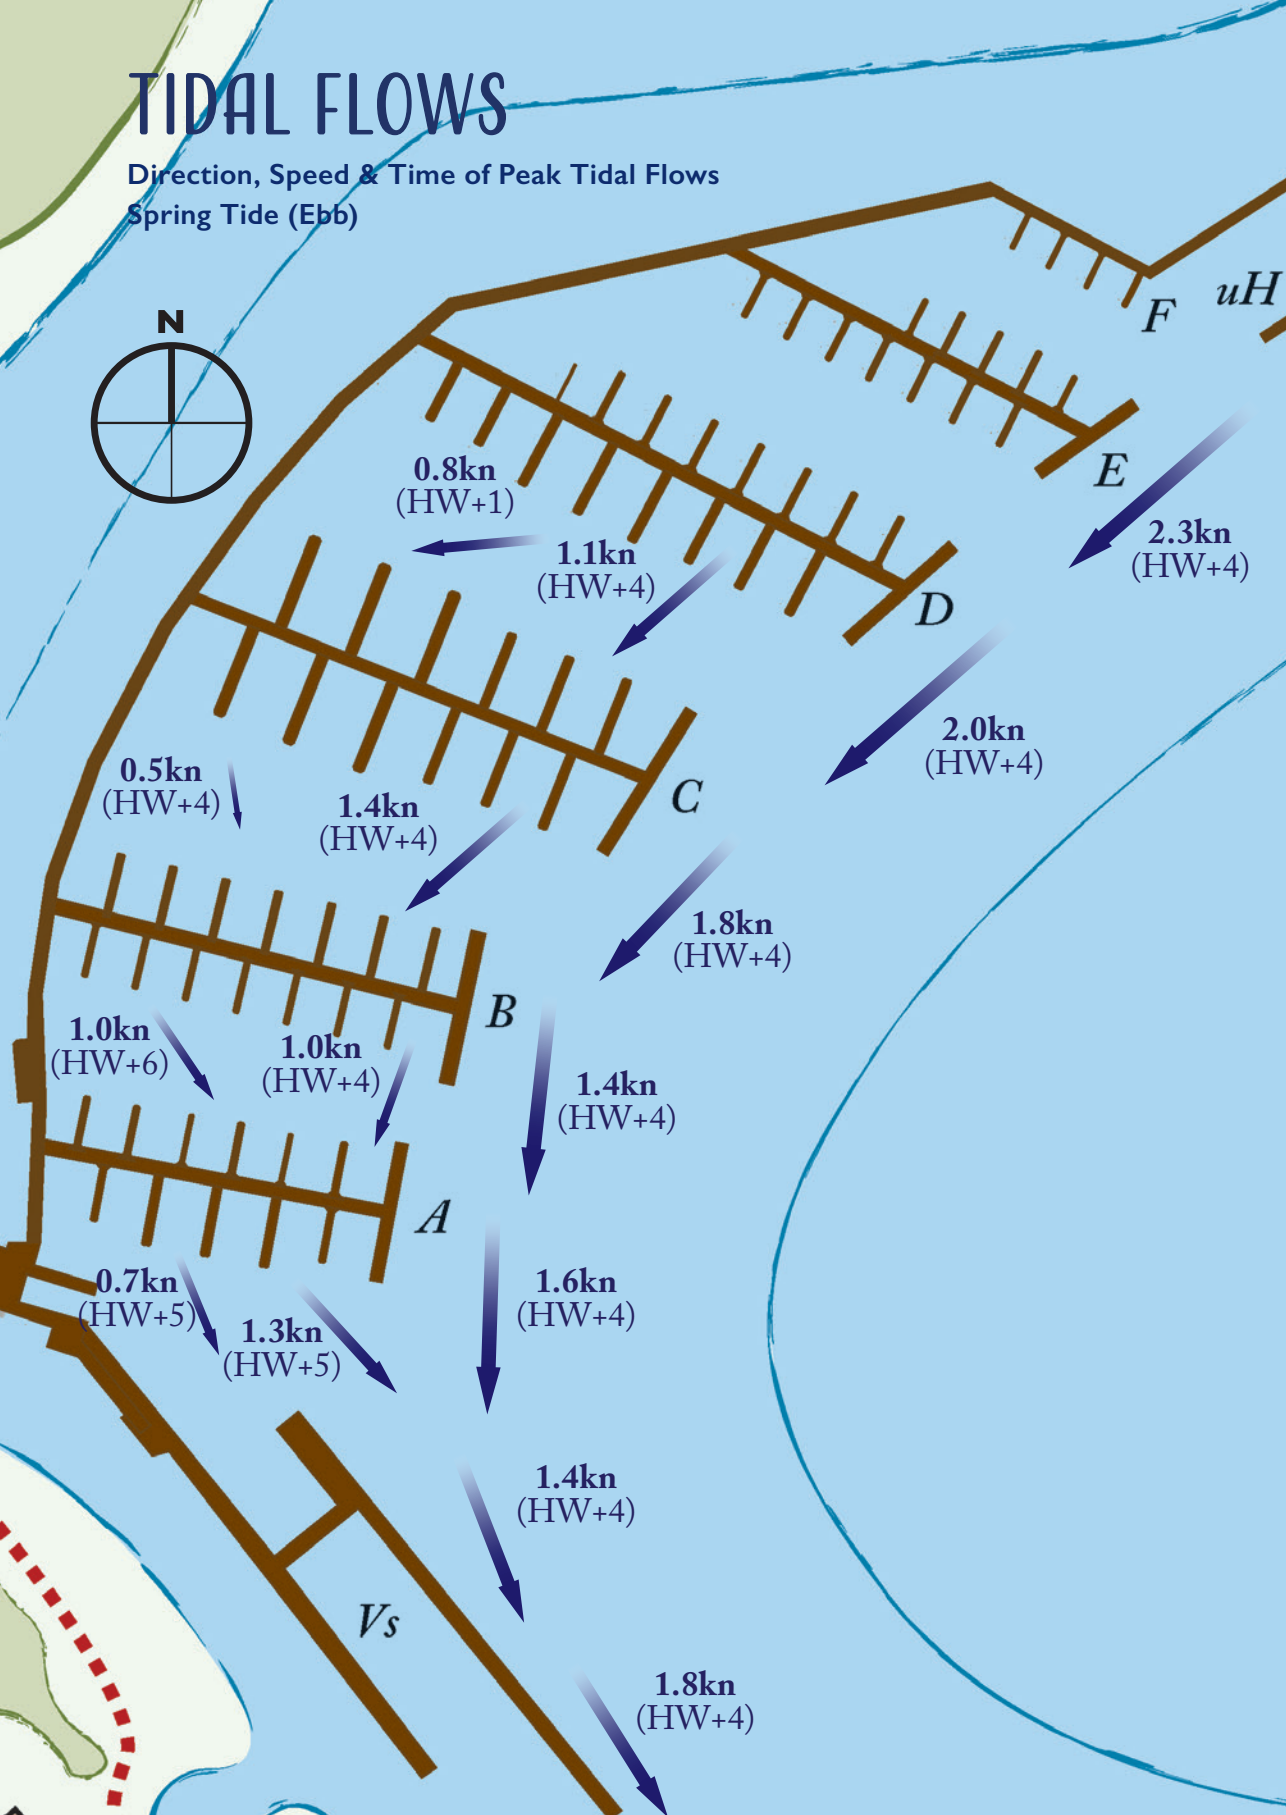 TIDAL FLOWS
Direction, Speed & Time of Peak Tidal Flows
Spring Tide (Ebb)
N
F
uH
E
2.3kn
(HW+4)
0.8kn
(HW+1)
1.1kn
(HW+4)
D
2.0kn
(HW+4)
0.5kn
(HW+4)
1.4kn
(HW+4)
C
1.8kn
(HW+4)
B
1.0kn
(HW+6)
1.0kn
(HW+4)
1.4kn
(HW+4)
A
0.7kn
(HW+5)
1.3kn
(HW+5)
1.6kn
(HW+4)
1.4kn
(HW+4)
Vs
1.8kn
(HW+4)